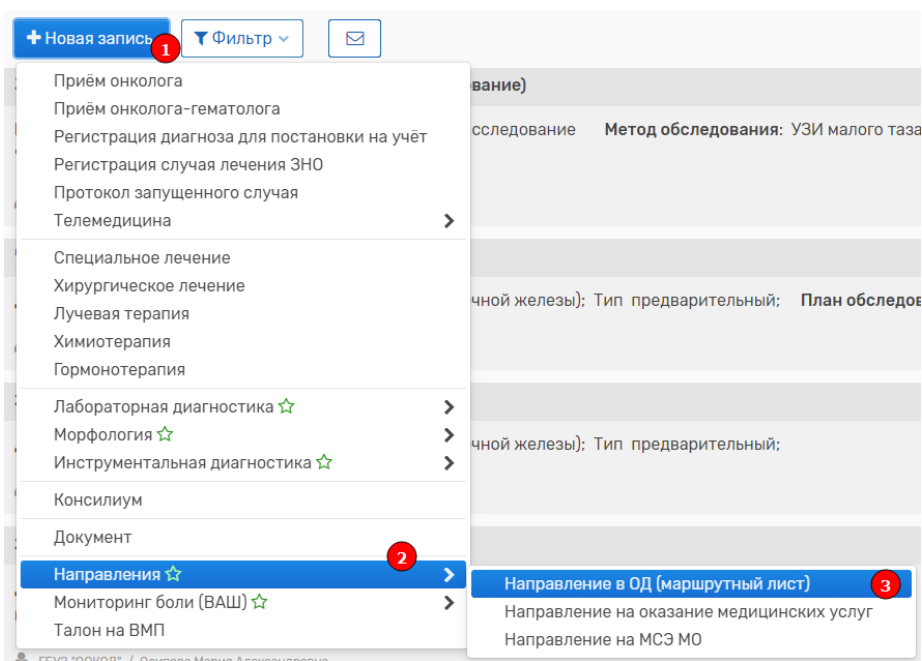 Новая запись 1 Фильтр
Приём онколога
вание)
Приём онколога-гематолога
Регистрация диагноза для постановки на учёт
сследование Метод обследования: УЗИ малого таза
Регистрация случая лечения ЗНО
Протокол запущенного случая
Телемедицина
Специальное лечение
Хирургическое лечение
чной железы); Тип предварительный; План обследов
Лучевая терапия
Химиотерапия
Гормонотерапия
Лабораторная диагностика
Морфология
чной железы); Тип предварительный;
Инструментальная диагностика
Консилиум
Документ
2
Направления
Направление в ОД (маршрутный лист) 3
Мониторинг боли (ВАШ)
Направление на оказание медицинских услуг
Талон на ВМП
Направление на МСЭ МО